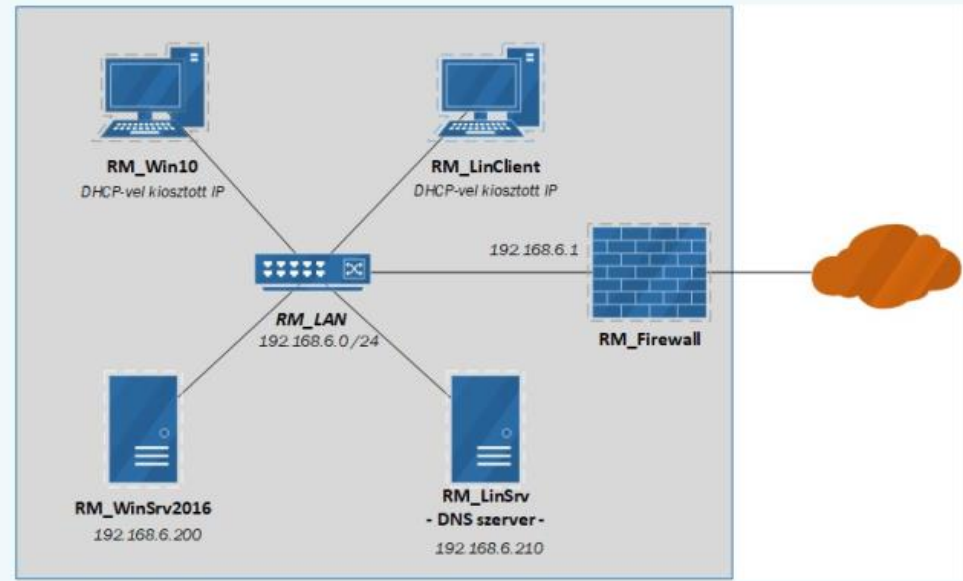 RM_Win10
DHCP-vel kiosztott IP
RM_LinClient
DHCP-vel kiosztott IP
192.168.6.1
RM_Firewall
RM_LAN
192.168.6.0 /24
RM_WinSrv2016
192.168.6.200
RM_LinSrv
- DNS szerver -
192.168.6.210